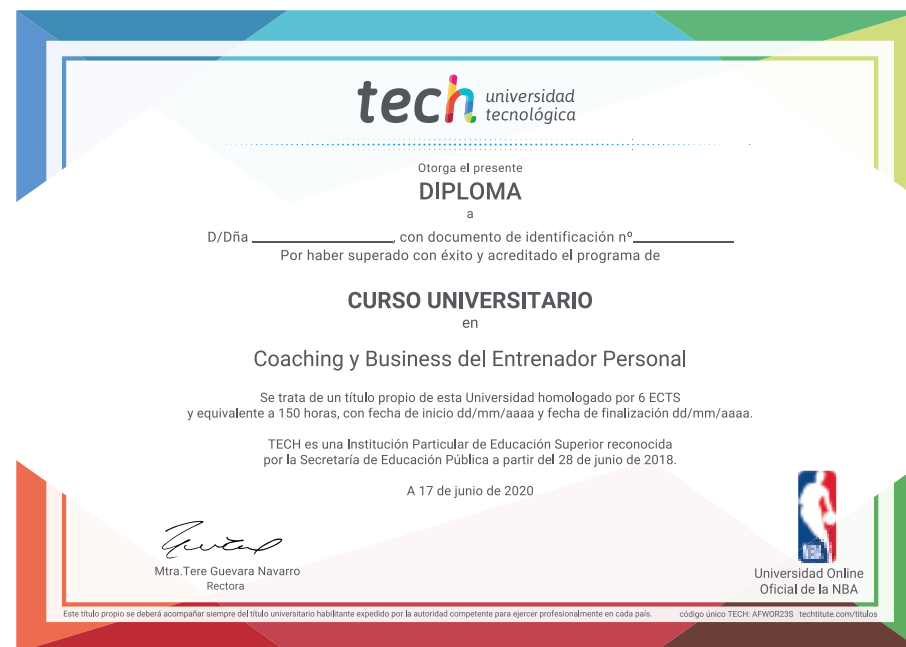 tech universidad
tecnológica
Otorga el presente
DIPLOMA
a
D/Dña ____________________, con documento de identificación nº______________
Por haber superado con éxito y acreditado el programa de
CURSO UNIVERSITARIO
en
Coaching y Business del Entrenador Personal
Se trata de un título propio de esta Universidad homologado por 6 ECTS
y equivalente a 150 horas, con fecha de inicio dd/mm/aaaa y fecha de finalización dd/mm/aaaa.
TECH es una Institución Particular de Educación Superior reconocida
por la Secretaría de Educación Pública a partir del 28 de junio de 2018.
A 17 de junio de 2020
Mtra.Tere Guevara Navarro
Rectora
NBA
Universidad Online
Oficial de la NBA
Este título propio se deberá acompañar siempre del título universitario habilitante expedido por la autoridad competente para ejercer profesionalmente en cada país. código único TECH: AFWOR23S techtitute.com/titulos